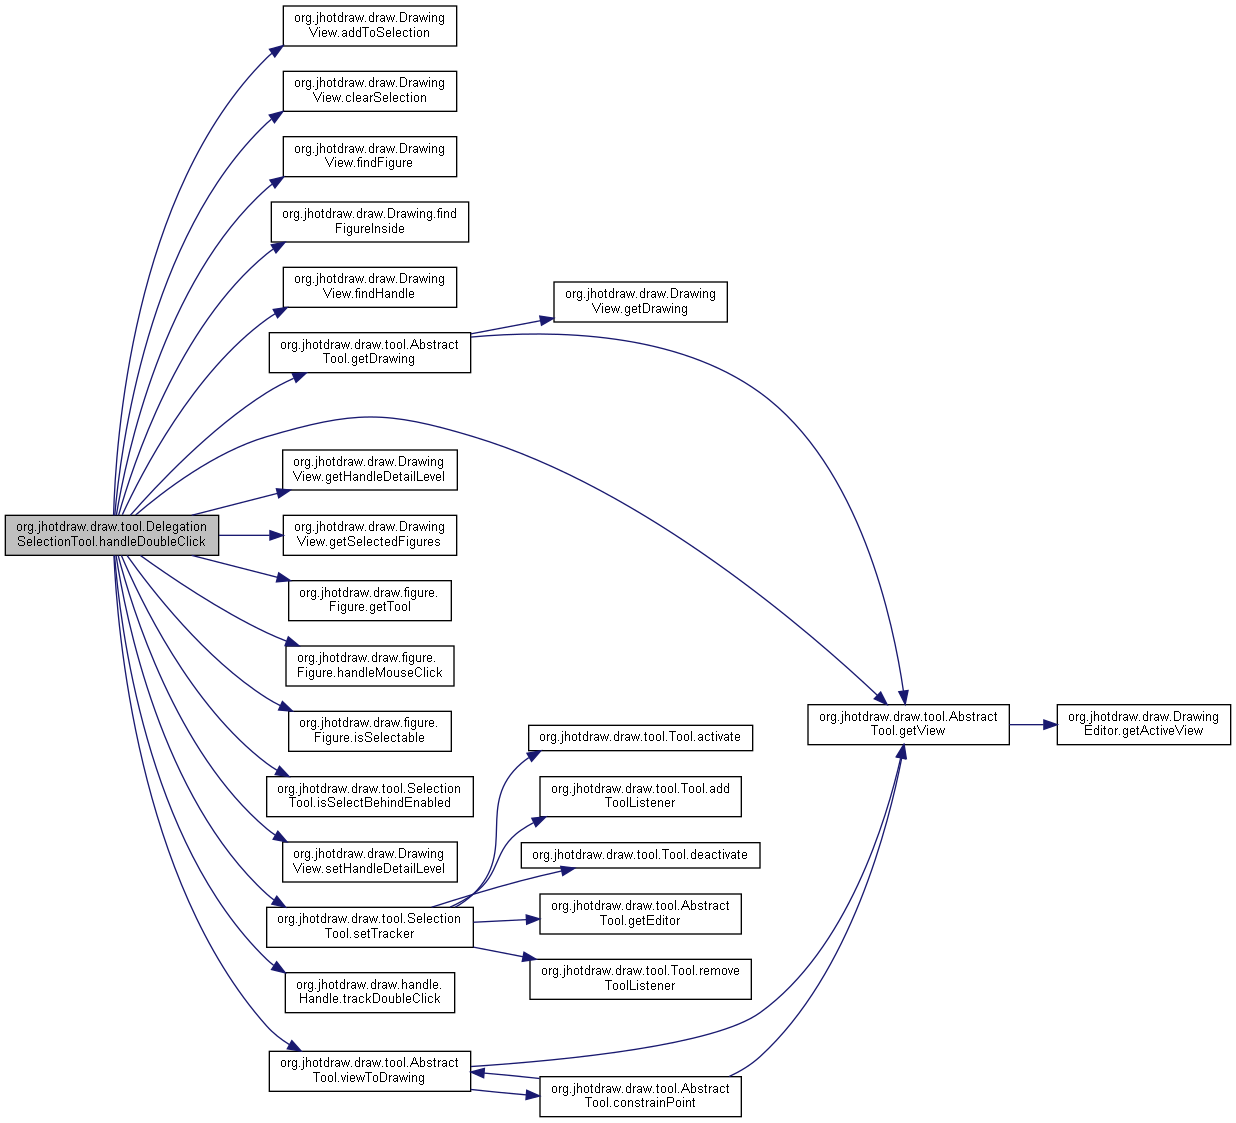 org.jhotdraw.draw.Drawing
View.addToSelection
org.jhotdraw.draw.Drawing
View.clearSelection
org.jhotdraw.draw.Drawing
View.findFigure
org.jhotdraw.draw.Drawing.find
FigureInside
org.jhotdraw.draw.Drawing
View.findHandle
org.jhotdraw.draw.Drawing
View.getDrawing
org.jhotdraw.draw.tool.Abstract
Tool.getDrawing
org.jhotdraw.draw.Drawing
View.getHandleDetailLevel
org.jhotdraw.draw.tool.Delegation
SelectionTool.handleDoubleClick
org.jhotdraw.draw.Drawing
View.getSelectedFigures
org.jhotdraw.draw.figure.
Figure.getTool
org.jhotdraw.draw.figure.
Figure.handleMouseClick
org.jhotdraw.draw.figure.
Figure.isSelectable
org.jhotdraw.draw.tool.Abstract
Tool.getView
org.jhotdraw.draw.Drawing
Editor.getActiveView
org.jhotdraw.draw.tool.Tool.activate
org.jhotdraw.draw.tool.Selection
Tool.isSelectBehindEnabled
org.jhotdraw.draw.tool.Tool.add
ToolListener
org.jhotdraw.draw.Drawing
View.setHandleDetailLevel
org.jhotdraw.draw.tool.Tool.deactivate
org.jhotdraw.draw.tool.Selection
Tool.setTracker
org.jhotdraw.draw.tool.Abstract
Tool.getEditor
org.jhotdraw.draw.tool.Tool.remove
ToolListener
org.jhotdraw.draw.handle.
Handle.trackDoubleClick
org.jhotdraw.draw.tool.Abstract
Tool.viewToDrawing
org.jhotdraw.draw.tool.Abstract
Tool.constrainPoint